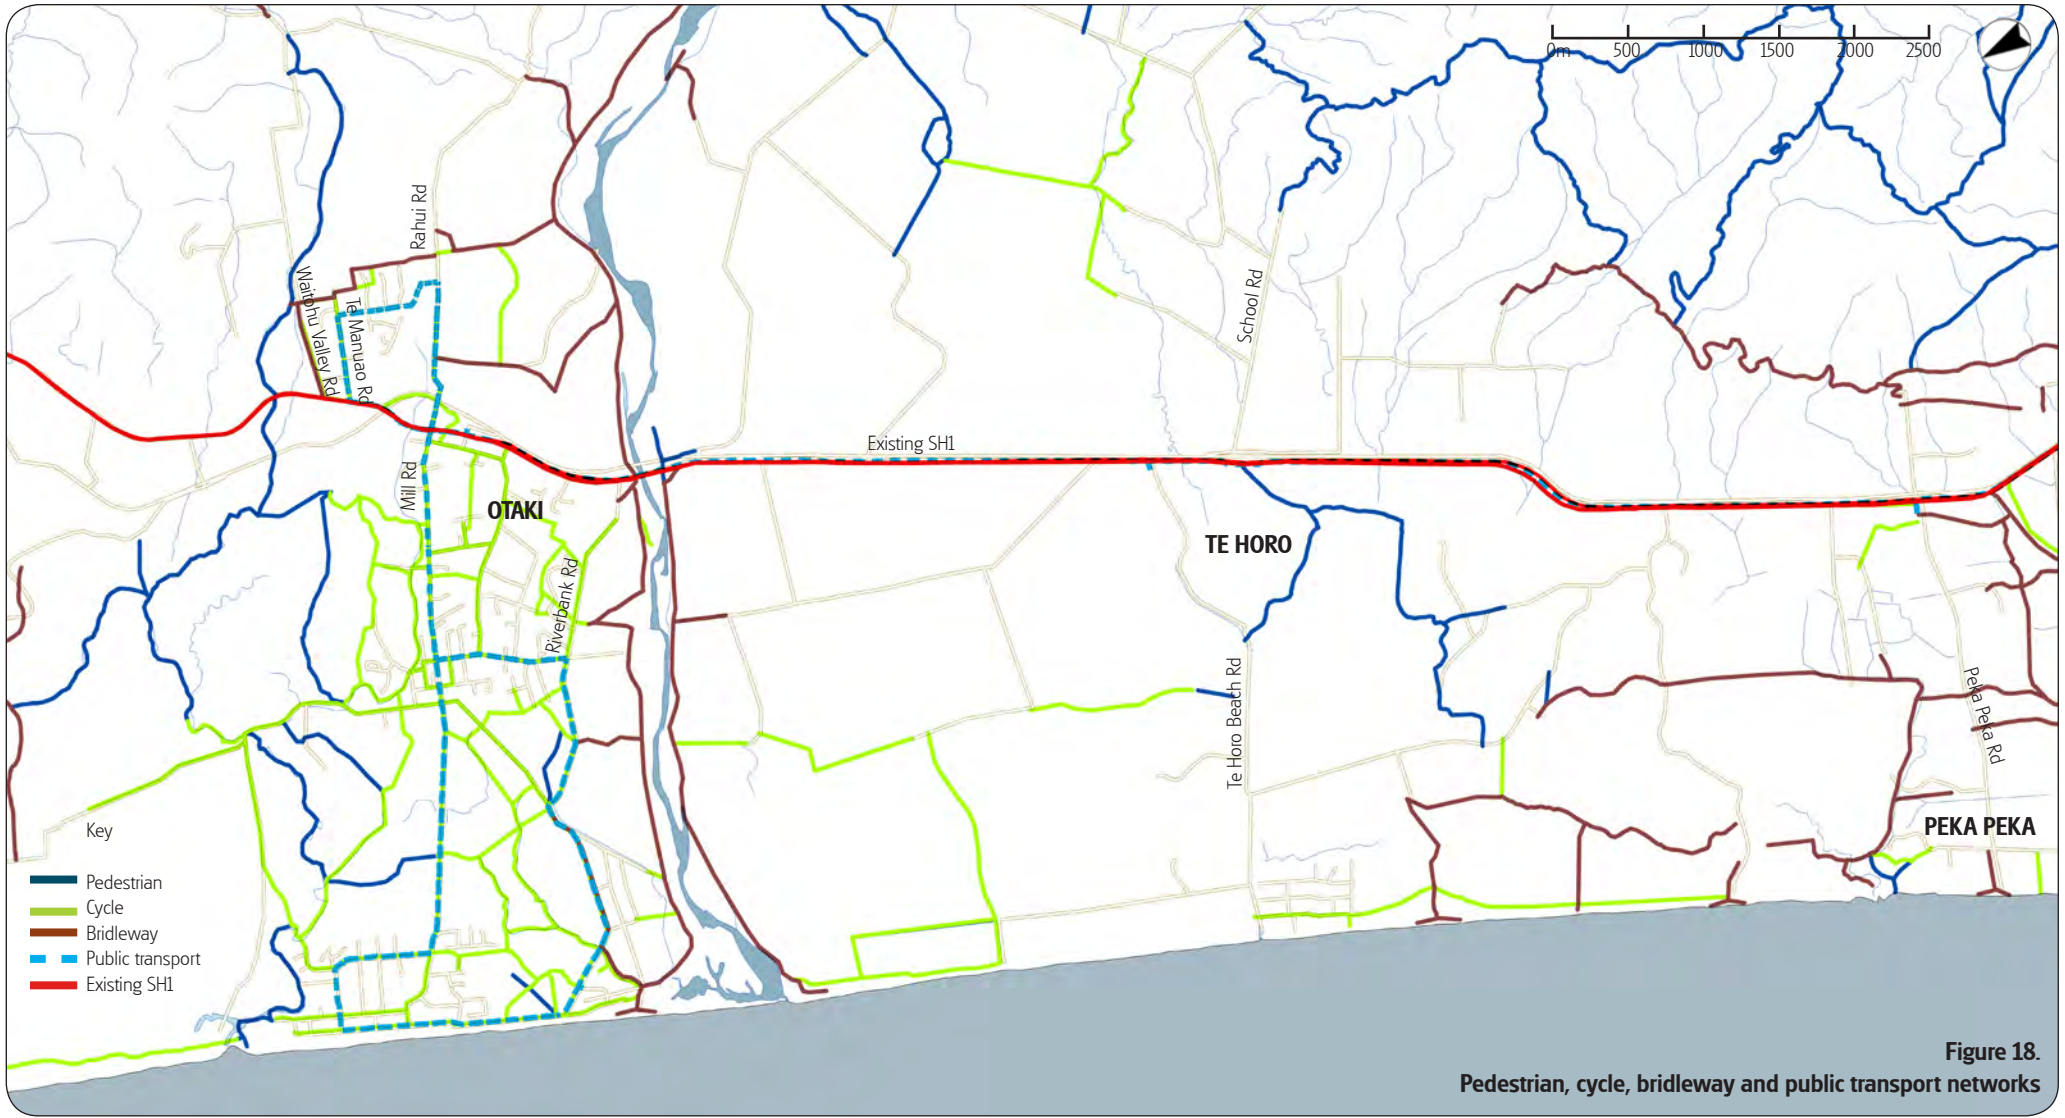 0m 500 1000 1500 2000 2500
Rahui Rd
Waitohu Valley Rd
Te Manuao Rd
School Rd
Existing SH1
Mill Rd
OTAKI
TE HORO
Riverbank Rd
Te Horo Beach Rd
Peka Peka Rd
PEKA PEKA
Key
Pedestrian
Cycle
Bridleway
Public transport
Existing SH1
Figure 18.
Pedestrian, cycle, bridleway and public transport networks